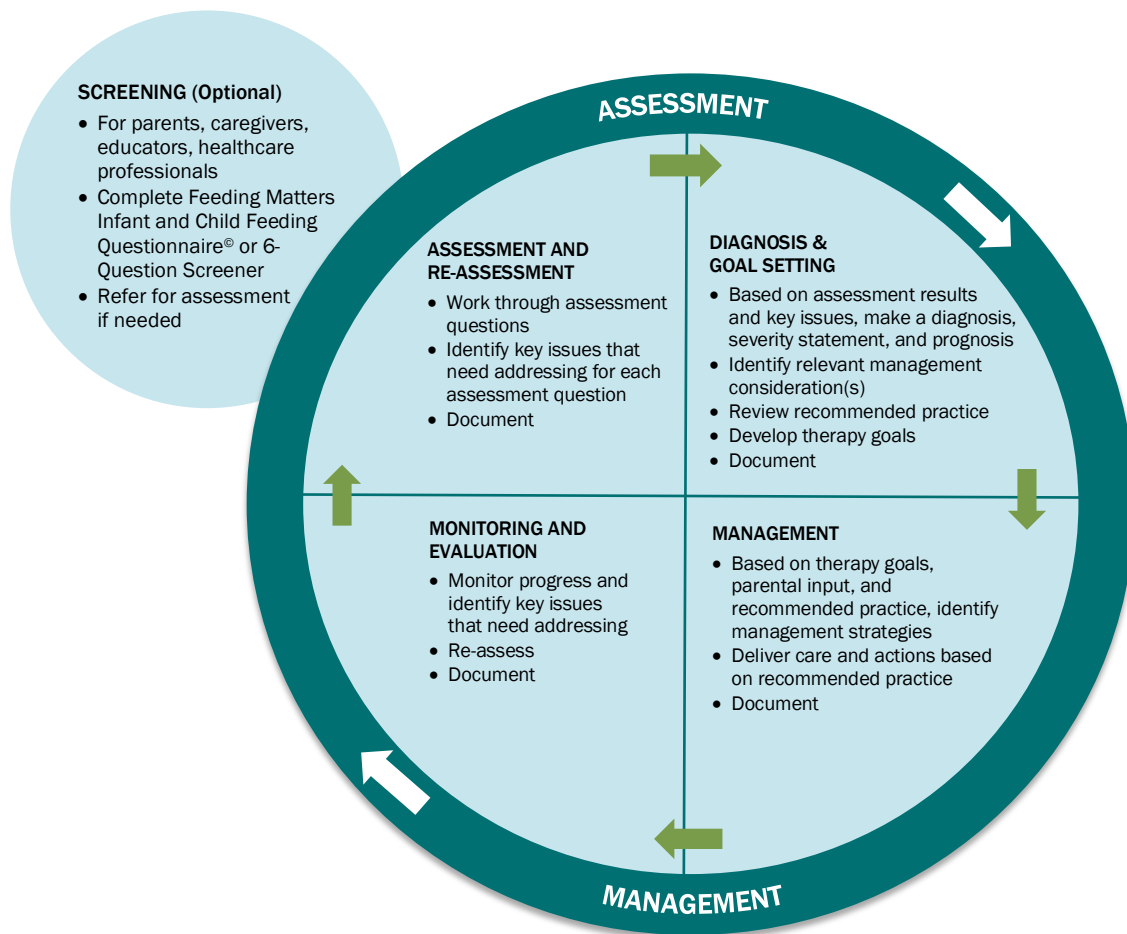 SCREENING (Optional)
• For parents, caregivers,
educators, healthcare
professionals
• Complete Feeding Matters
Infant and Child Feeding
Questionnaire© or 6-
Question Screener
• Refer for assessment
if needed
ASSESSMENT
ASSESSMENT AND
RE-ASSESSMENT
• Work through assessment
questions
• Identify key issues that
need addressing for each
assessment question
• Document
DIAGNOSIS &
GOAL SETTING
• Based on assessment results
and key issues, make a diagnosis,
severity statement, and prognosis
• Identify relevant management
consideration(s)
• Review recommended practice
• Develop therapy goals
• Document
MONITORING AND
EVALUATION
• Monitor progress and
identify key issues
that need addressing
• Re-assess
• Document
MANAGEMENT
• Based on therapy goals,
parental input, and
recommended practice, identify
management strategies
• Deliver care and actions based
on recommended practice
• Document
MANAGEMENT